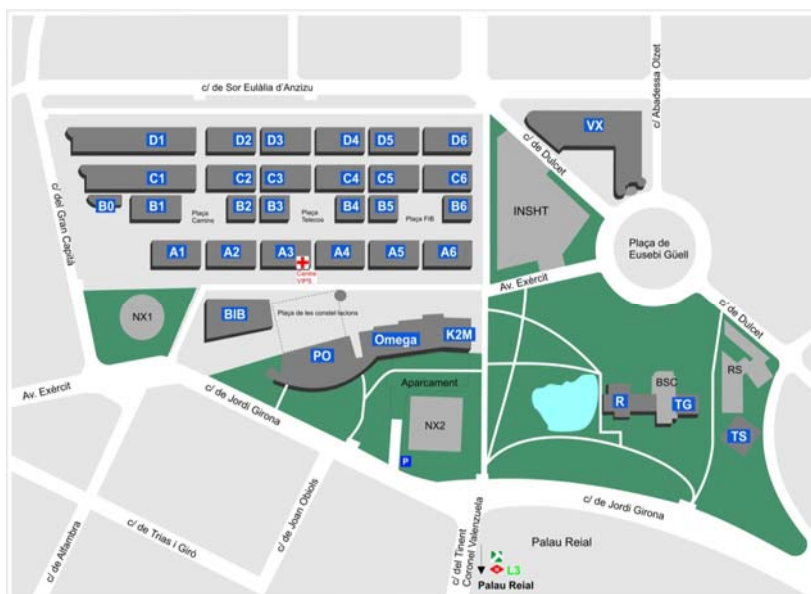 c/ de Sor Eulàlia d'Anzizu
c/ Abadessa Olzet
VX
c/ de Dulcet
D1
D2
D3
D4
D5
D6
C1
C2
C3
C4
C5
C6
c/ del Gran Capità
B0
B1
Plaça
Camins
B2
B3
Plaça
Telecos
B4
B5
Plaça FIB
B6
INSHT
Plaça de
Eusebi Güell
A1
A2
A3
A4
A5
A6
Centre
VIPS
Av. Exèrcit
NX1
BIB
Plaça de les constel·lacions
PO
Omega
K2M
c/ de Dulcet
Av. Exèrcit
c/ de Jordi Girona
Aparcament
NX2
P
R
BSC
TG
RS
TS
c/ de Alfambra
c/ de Trias i Giró
c/ de Joan Obiols
c/ del Tinent
Coronel Valenzuela
c/ de Jordi Girona
Palau Reial
L3
Palau Reial